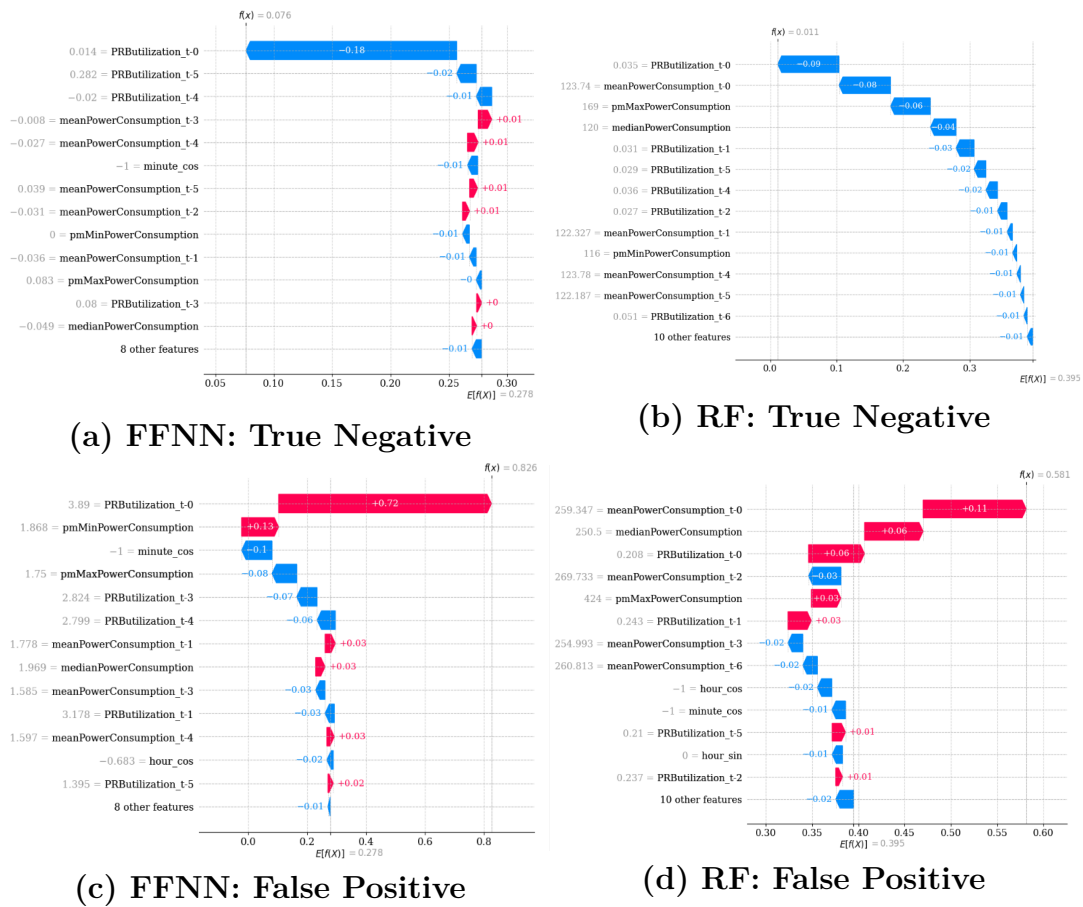 f(x) = 0.076
0.014 = PRButilization_t-0
−0.18
0.282 = PRButilization_t-5
−0.02
−0.02 = PRButilization_t-4
−0.01
−0.008 = meanPowerConsumption_t-3
+0.01
−0.027 = meanPowerConsumption_t-4
+0.01
−1 = minute_cos
−0.01
0.039 = meanPowerConsumption_t-5
+0.01
−0.031 = meanPowerConsumption_t-2
+0.01
0 = pmMinPowerConsumption
−0.01
−0.036 = meanPowerConsumption_t-1
−0.01
0.083 = pmMaxPowerConsumption
−0
0.08 = PRButilization_t-3
+0
−0.049 = medianPowerConsumption
+0
8 other features
−0.01
0.05 0.10 0.15 0.20 0.25 0.30
E[f(X)] = 0.278
(a) FFNN: True Negative
f(x) = 0.011
0.035 = PRButilization_t-0
−0.09
123.74 = meanPowerConsumption_t-0
−0.08
169 = pmMaxPowerConsumption
−0.06
120 = medianPowerConsumption
−0.04
0.031 = PRButilization_t-1
−0.03
0.029 = PRButilization_t-5
−0.02
0.036 = PRButilization_t-4
−0.02
0.027 = PRButilization_t-2
−0.01
122.327 = meanPowerConsumption_t-1
−0.01
116 = pmMinPowerConsumption
−0.01
123.78 = meanPowerConsumption_t-4
−0.01
122.187 = meanPowerConsumption_t-5
−0.01
0.051 = PRButilization_t-6
−0.01
10 other features
−0.01
0.0 0.1 0.2 0.3
E[f(X)] = 0.395
(b) RF: True Negative
f(x) = 0.826
3.89 = PRButilization_t-0
+0.72
1.868 = pmMinPowerConsumption
+0.13
−1 = minute_cos
−0.1
1.75 = pmMaxPowerConsumption
−0.08
2.824 = PRButilization_t-3
−0.07
2.799 = PRButilization_t-4
−0.06
1.778 = meanPowerConsumption_t-1
+0.03
1.969 = medianPowerConsumption
+0.03
1.585 = meanPowerConsumption_t-3
−0.03
3.178 = PRButilization_t-1
−0.03
1.597 = meanPowerConsumption_t-4
+0.03
−0.683 = hour_cos
−0.02
1.395 = PRButilization_t-5
+0.02
8 other features
−0.01
0.0 0.2 0.4 0.6 0.8
E[f(X)] = 0.278
(c) FFNN: False Positive
f(x) = 0.581
259.347 = meanPowerConsumption_t-0
+0.11
250.5 = medianPowerConsumption
+0.06
0.208 = PRButilization_t-0
+0.06
269.733 = meanPowerConsumption_t-2
−0.03
424 = pmMaxPowerConsumption
+0.03
0.243 = PRButilization_t-1
+0.03
254.993 = meanPowerConsumption_t-3
−0.02
260.813 = meanPowerConsumption_t-6
−0.02
−1 = hour_cos
−0.02
−1 = minute_cos
−0.01
0.21 = PRButilization_t-5
+0.01
0 = hour_sin
−0.01
0.237 = PRButilization_t-2
+0.01
10 other features
−0.02
0.30 0.35 0.40 0.45 0.50 0.55 0.60
E[f(X)] = 0.395
(d) RF: False Positive